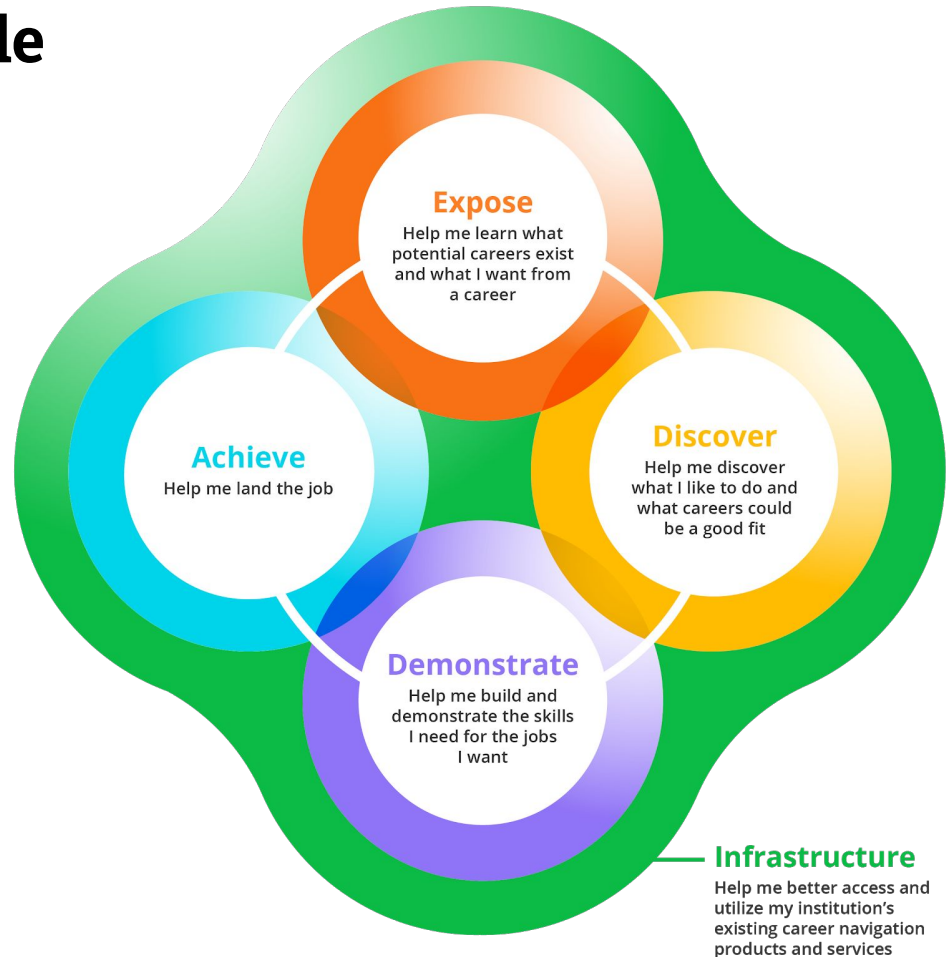 le
Expose
Help me learn what
potential careers exist
and what I want from
a career
Achieve
Help me land the job
Discover
Help me discover
what I like to do and
what careers could
be a good fit
Demonstrate
Help me build and
demonstrate the skills
I need for the jobs
I want
Infrastructure
Help me better access and
utilize my institution’s
existing career navigation
products and services